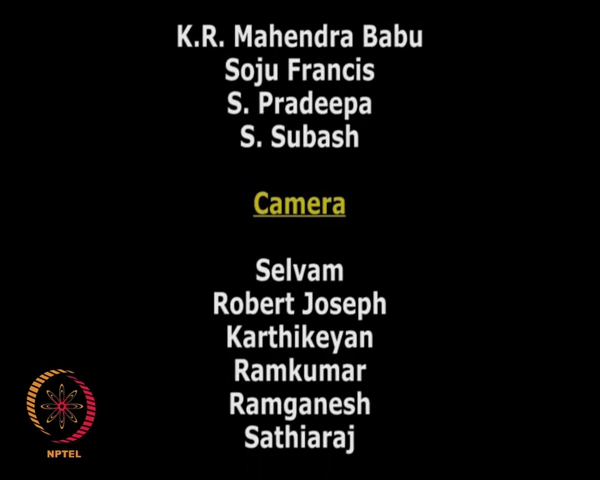 K.R. Mahendra Babu
Soju Francis
S. Pradeepa
S. Subash
Camera
Selvam
Robert Joseph
Karthikeyan
Ramkumar
Ramganesh
Sathiaraj
NPTEL